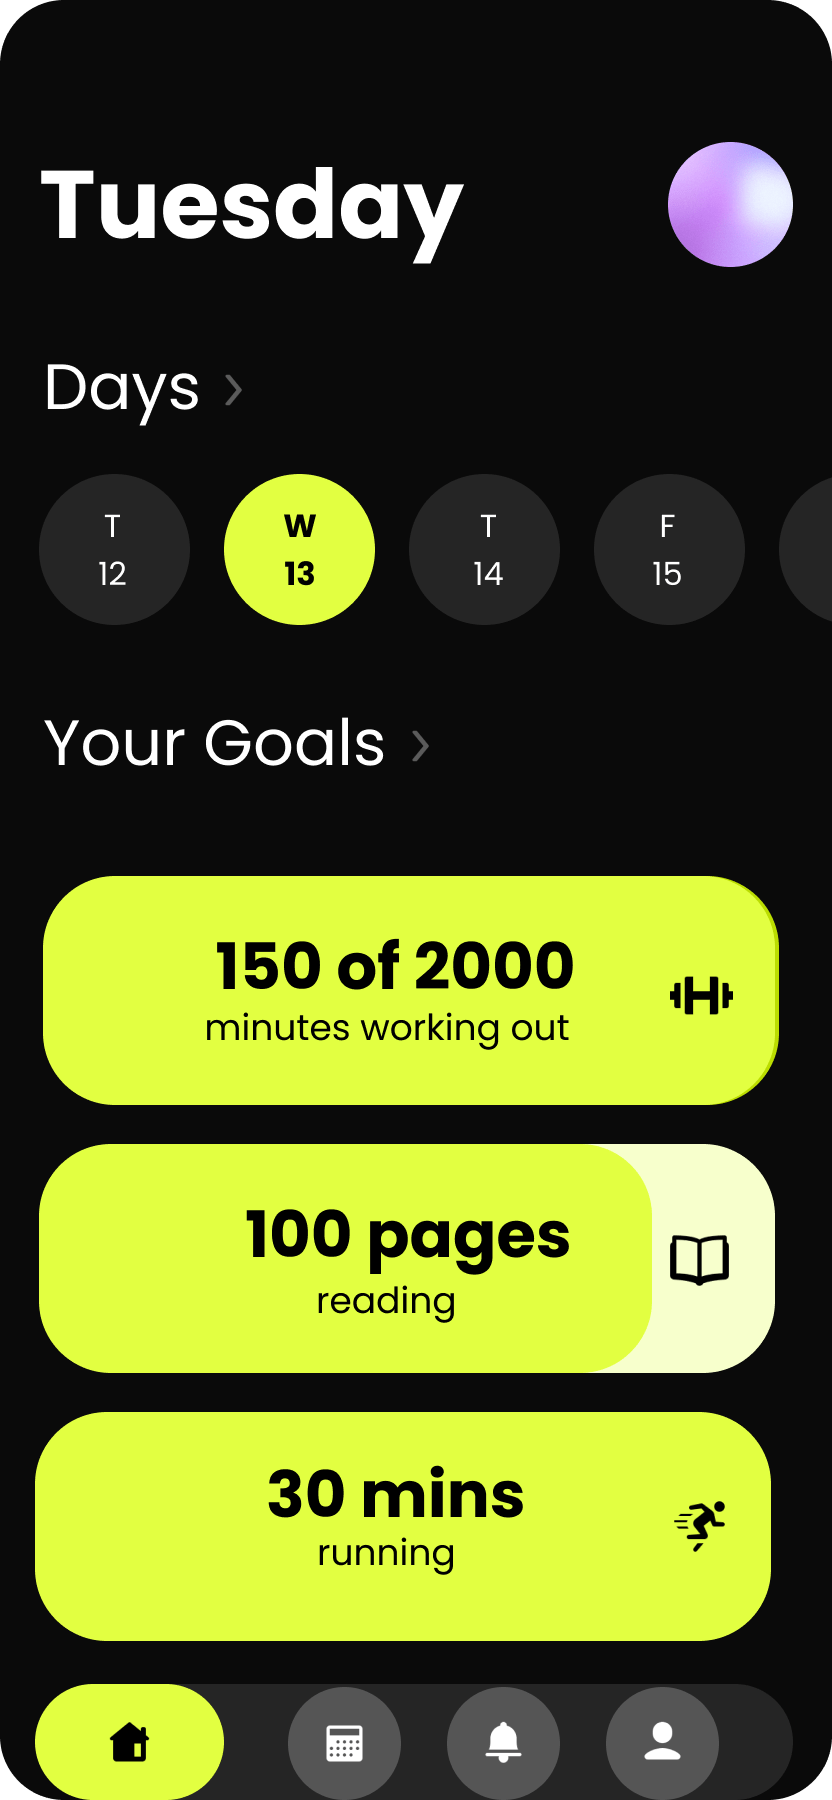 Tuesday
Days
T
12
W
13
T
14
F
15
Your Goals
150 of 2000
minutes working out
100 pages
reading
30 mins
running